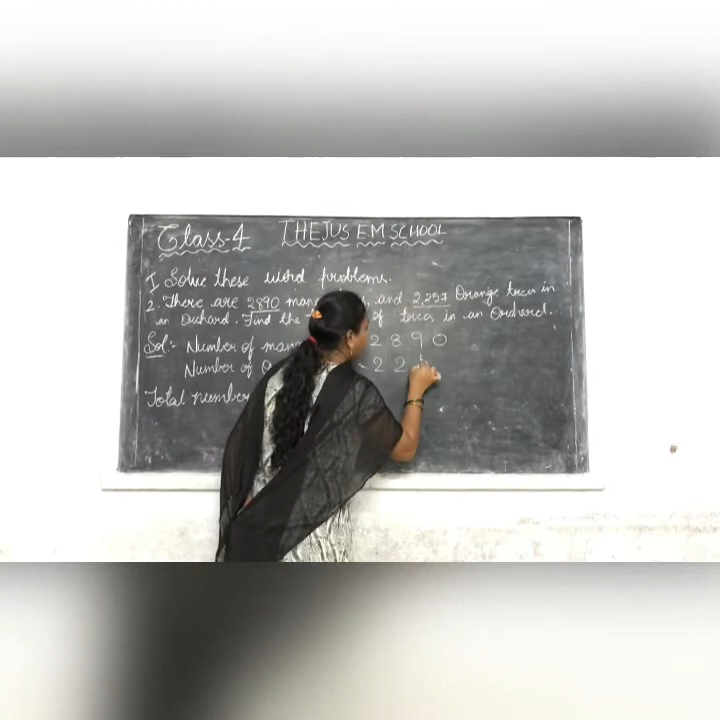 Class-4 THEJUS E.M SCHOOL
I Solve these word problems.
2. There are 2890 and 2,257 Orange trees in
an Orchard. Find the of trees in an Orchard.
Sol:- Number of 2890
Number of 22
Total number